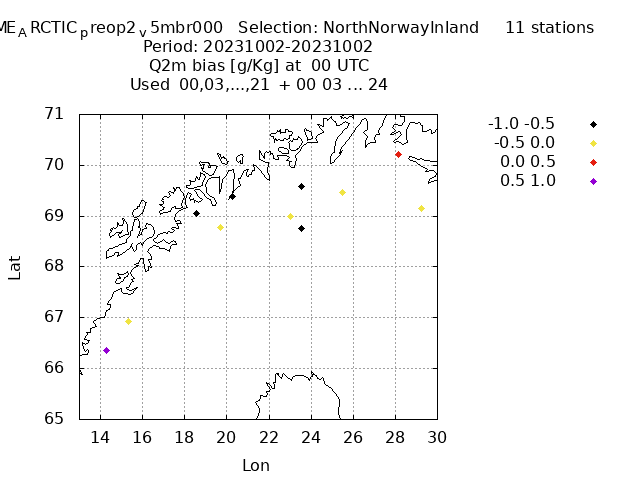 ME_A RCTIC_p reop2_v 5mbr000 Selection: NorthNorwayInland 11 stations
Period: 20231002-20231002
Q2m bias [g/Kg] at 00 UTC
Used 00,03,...,21 + 00 03 ... 24
-1.0 -0.5
-0.5 0.0
0.0 0.5
0.5 1.0
71
70
69
68
67
66
65
Lat
14 16 18 20 22 24 26 28 30
Lon